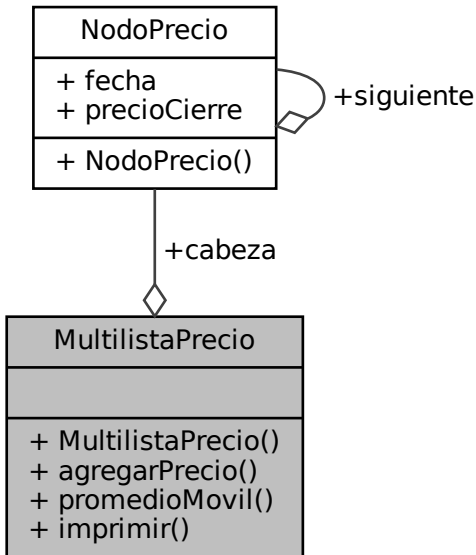 NodoPrecio
+ fecha
+ precioCierre
+ NodoPrecio()
+siguiente
+cabeza
MultilistaPrecio
+ MultilistaPrecio()
+ agregarPrecio()
+ promedioMovil()
+ imprimir()